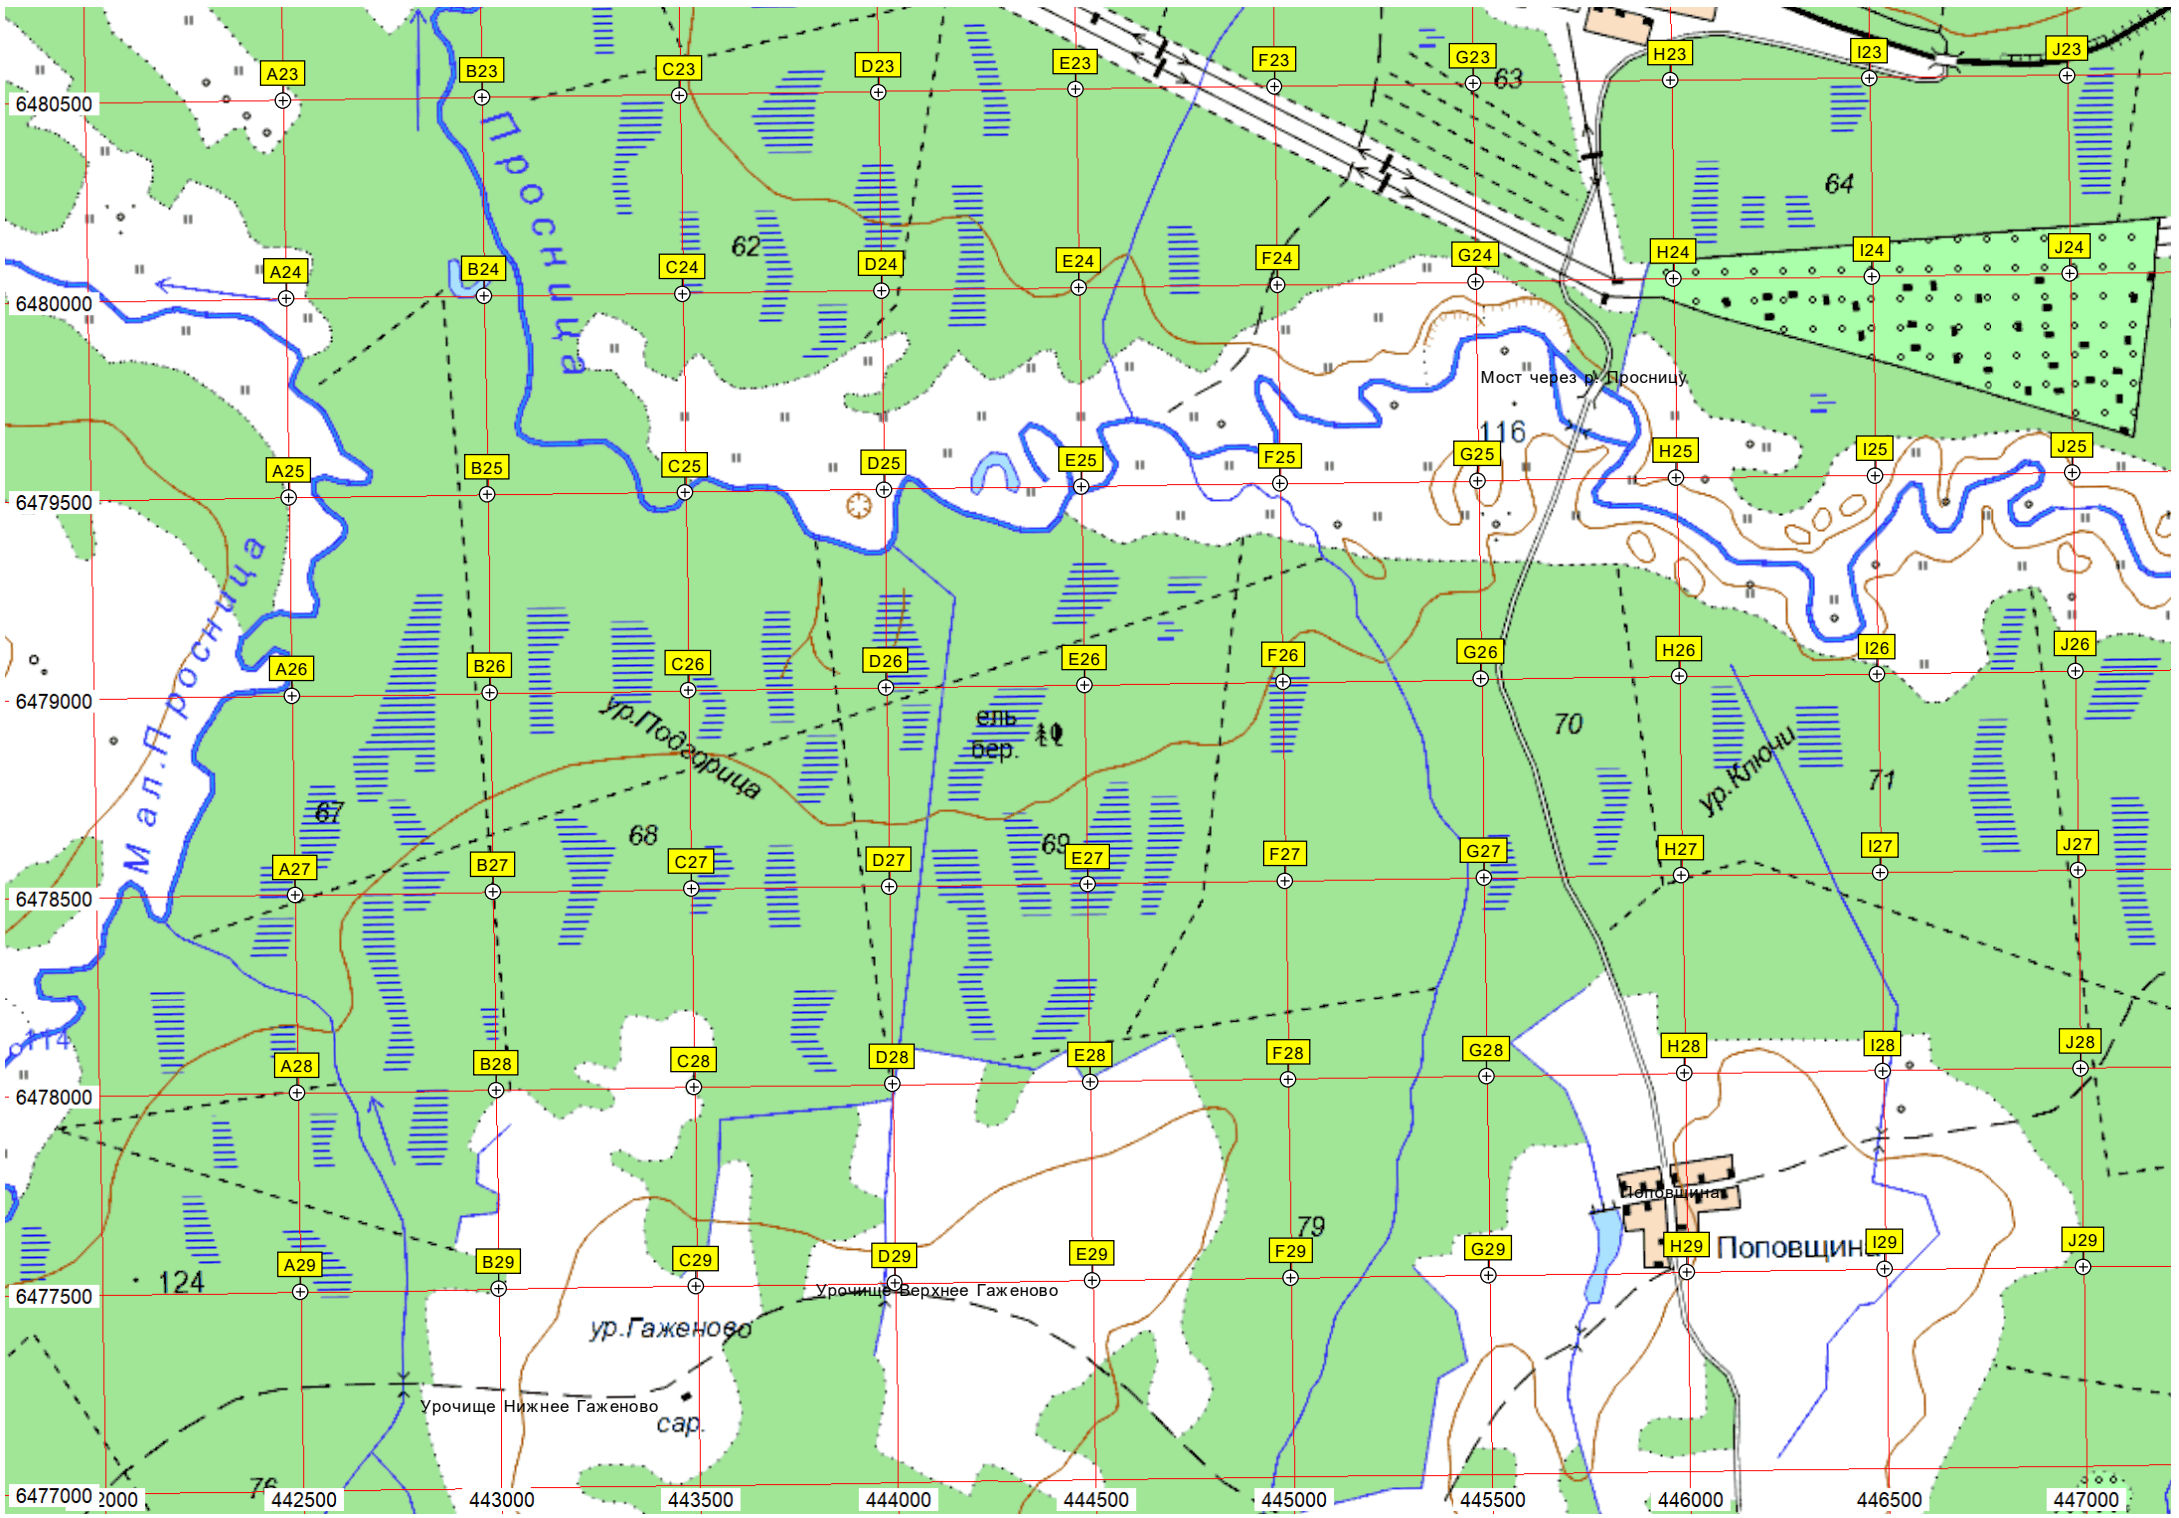 A23 B23 C23 D23 E23 F23 G23 H23 I23 J23
63
6480500
Просница
64
62
A24 B24 C24 D24 E24 F24 G24 H24 I24 J24
6480000
Мост через р. Просницу
116
A25 B25 C25 D25 E25 F25 G25 H25 I25 J25
6479500
Мал.Просница
A26 B26 C26 D26 E26 F26 G26 H26 I26 J26
6479000
ур.Подгорица
ель
бер.
70
ур.Ключи
71
67
68
69
A27 B27 C27 D27 E27 F27 G27 H27 I27 J27
6478500
114
A28 B28 C28 D28 E28 F28 G28 H28 I28 J28
6478000
Поповщина
79
Поповщина
A29 B29 C29 D29 E29 F29 G29 H29 I29 J29
124
6477500
Урочище Верхнее Гаженово
ур.Гаженово
Урочище Нижнее Гаженово
сар.
76
6477000
2000 442500 443000 443500 444000 444500 445000 445500 446000 446500 447000